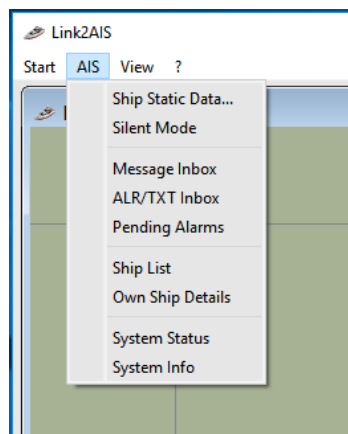 Link2AIS
Start AIS View ?
Ship Static Data...
Silent Mode
Message Inbox
ALR/TXT Inbox
Pending Alarms
Ship List
Own Ship Details
System Status
System Info